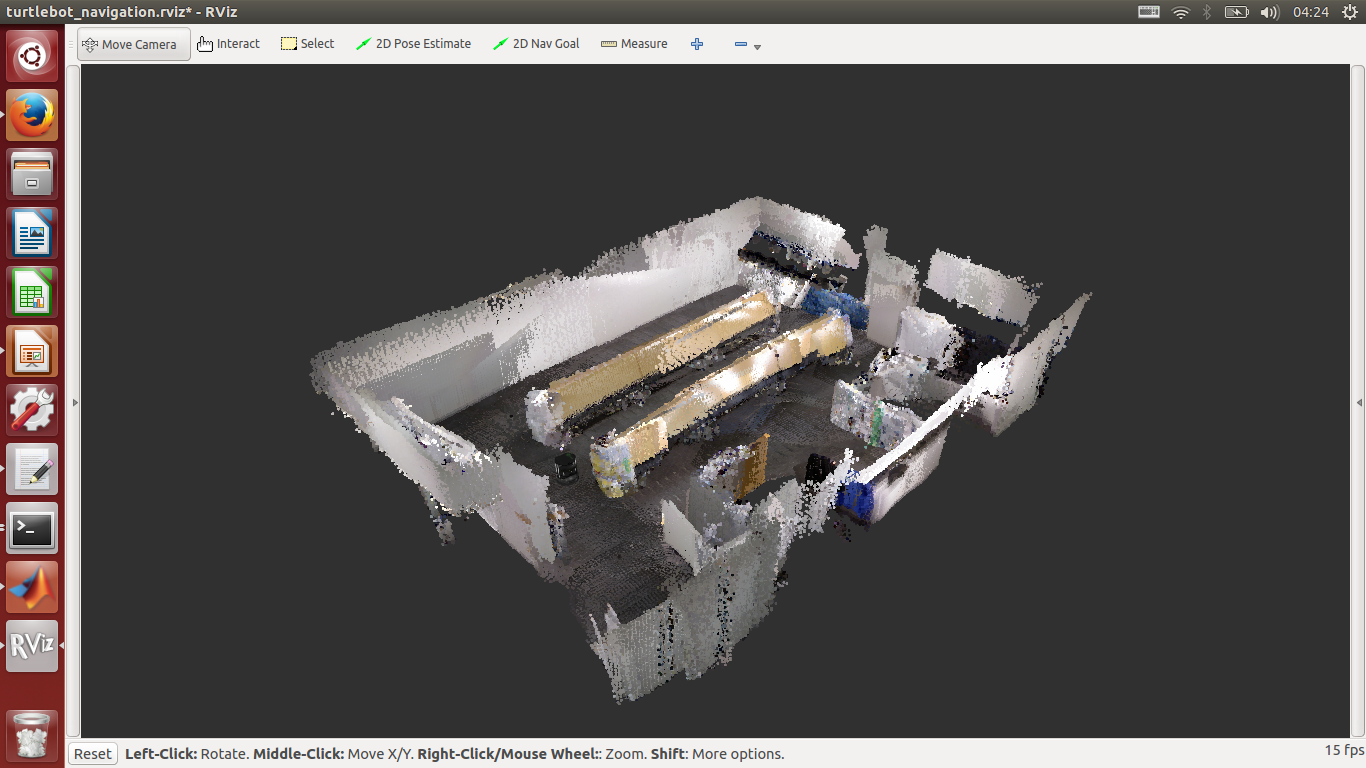 turtlebot_navigation.rviz* - RViz
04:24
Move Camera Interact Select 2D Pose Estimate 2D Nav Goal Measure
>_
RViz
Reset Left-Click: Rotate. Middle-Click: Move X/Y. Right-Click/Mouse Wheel:: Zoom. Shift: More options.
15 fps